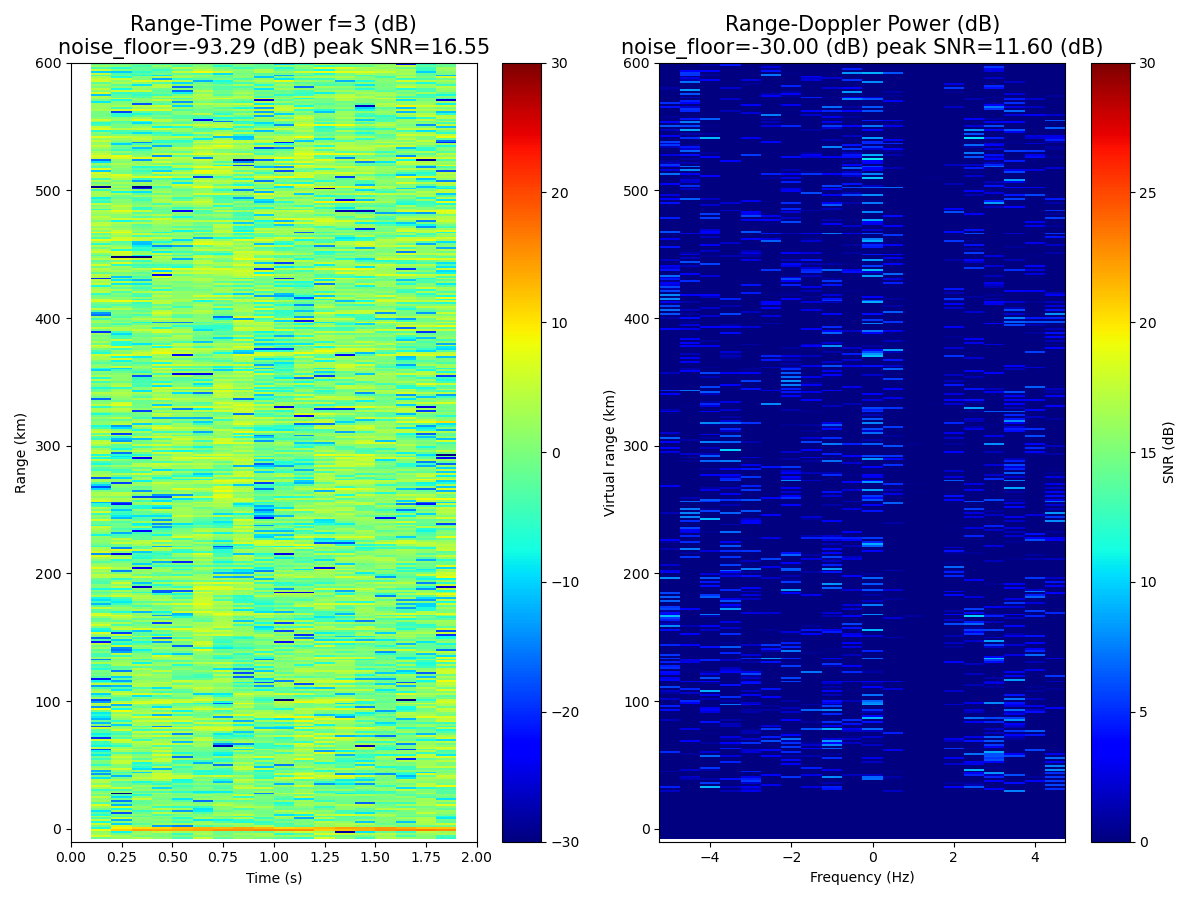 Range-Time Power f=3 (dB)
noise_floor=-93.29 (dB) peak SNR=16.55
Range-Doppler Power (dB)
noise_floor=-30.00 (dB) peak SNR=11.60 (dB)
600
500
400
300
200
100
0
Range (km)
0.00 0.25 0.50 0.75 1.00 1.25 1.50 1.75 2.00
Time (s)
30
20
10
0
−10
−20
−30
600
500
400
300
200
100
0
Virtual range (km)
−4 −2 0 2 4
Frequency (Hz)
30
25
20
15
10
5
0
SNR (dB)